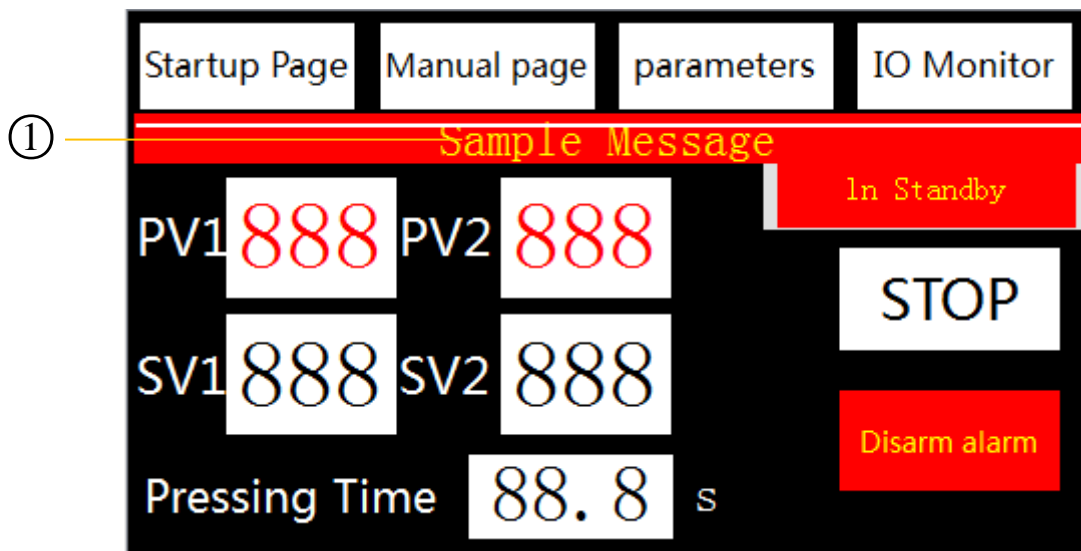 Startup Page Manual page parameters IO Monitor
① Sample Message
ln Standby
PV1 888 PV2 888
STOP
SV1 888 SV2 888
Disarm alarm
Pressing Time 88.8 s